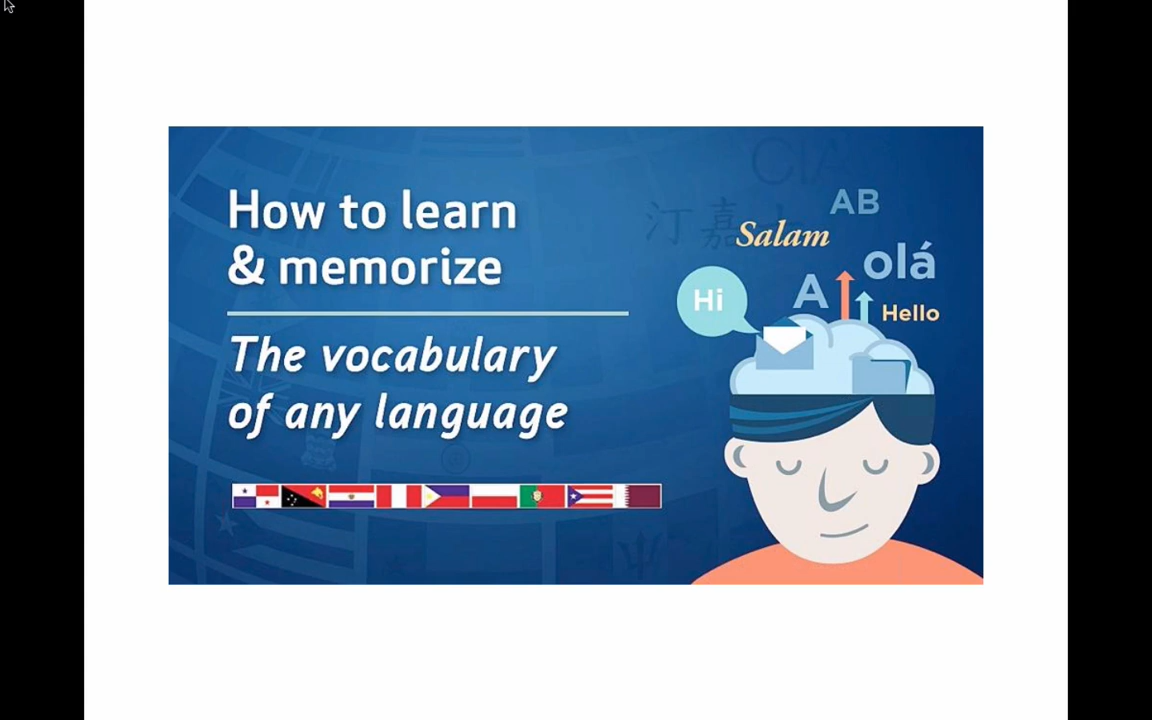 How to learn
& memorize
The vocabulary
of any language
AB
Salam
olá
Hi
A
Hello